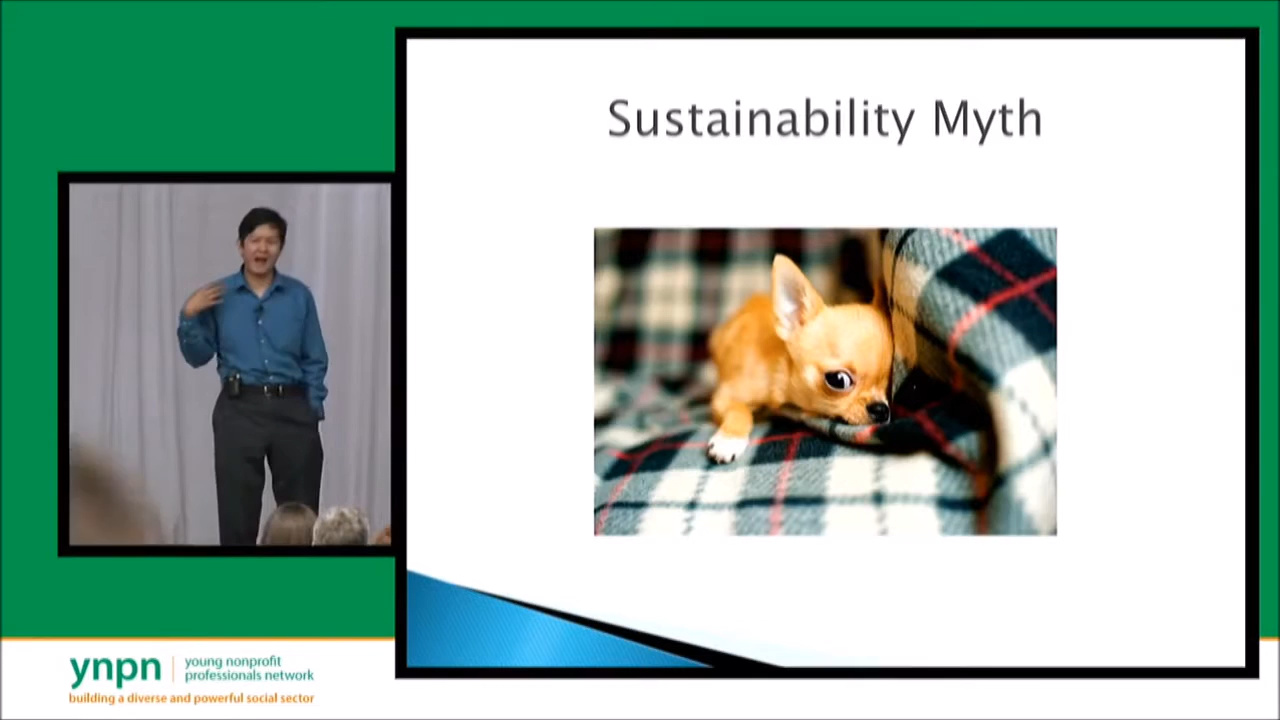 Sustainability Myth
ynpn
young nonprofit
professionals network
building a diverse and powerful social sector